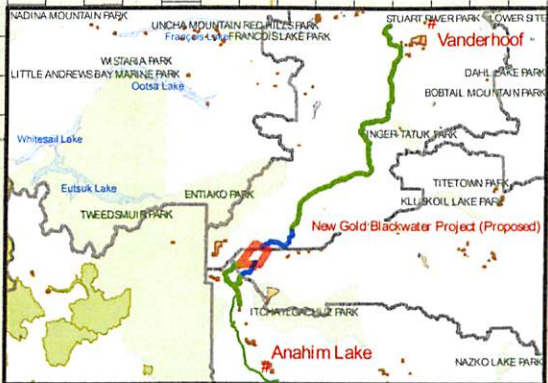 NADINA MOUNTAIN PARK
STUART RIVER PARK
LOWER SITE
UNCHA MOUNTAIN RED HILLS PARK
François Lake
FRANCOIS LAKE PARK
Vanderhoof
WISTARIA PARK
LITTLE ANDREWS BAY MARINE PARK
DAHL LAKE PARK
Ootsa Lake
BOBTAIL MOUNTAIN PARK
FINGER-TATUK PARK
Whitesail Lake
Eutsuk Lake
ENTIAKO PARK
TITETOWN PARK
KLUSKOIL LAKE PARK
TWEEDSMUIR PARK
New Gold Blackwater Project (Proposed)
ITCHA ILGACHUZ PARK
Anahim Lake
NAZKO LAKE PARK